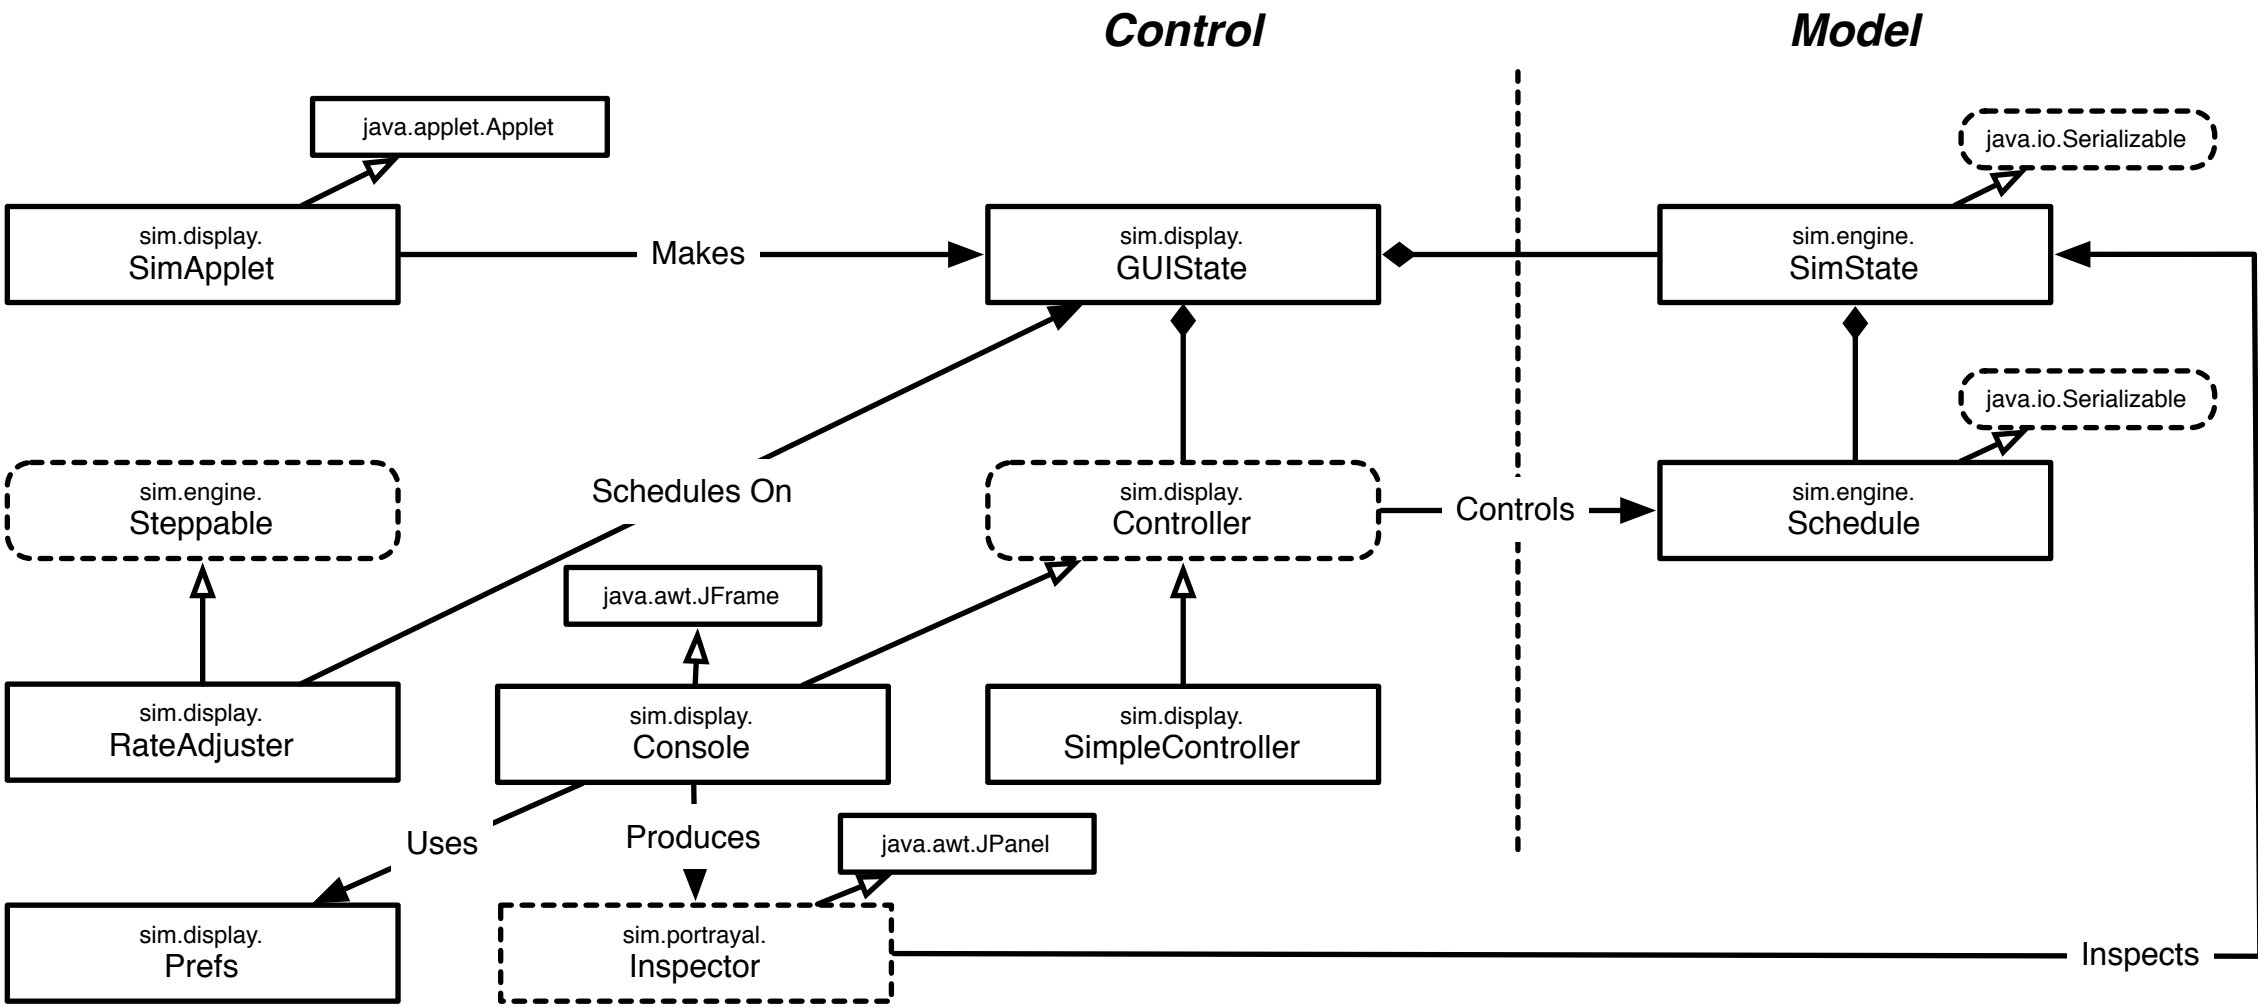 Control
Model
java.applet.Applet
java.io.Serializable
sim.display.
SimApplet
Makes
sim.display.
GUIState
sim.engine.
SimState
java.io.Serializable
sim.engine.
Steppable
Schedules On
sim.display.
Controller
Controls
sim.engine.
Schedule
java.awt.JFrame
sim.display.
RateAdjuster
sim.display.
Console
sim.display.
SimpleController
Uses
Produces
java.awt.JPanel
sim.display.
Prefs
sim.portrayal.
Inspector
Inspects